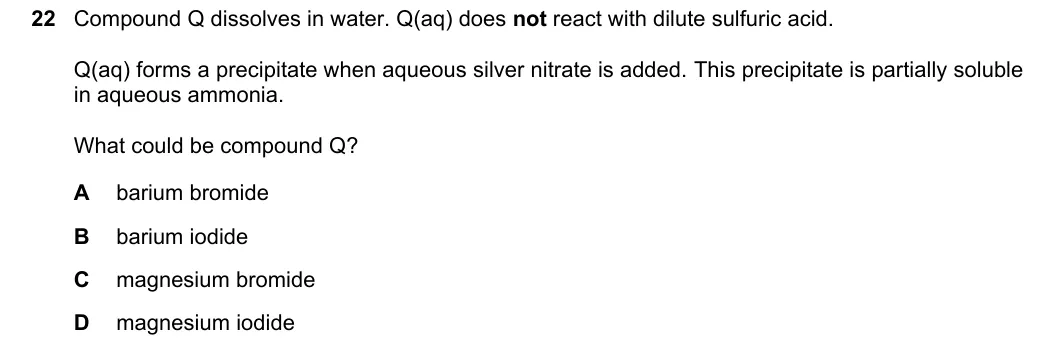 22 Compound Q dissolves in water. Q(aq) does not react with dilute sulfuric acid.
Q(aq) forms a precipitate when aqueous silver nitrate is added. This precipitate is partially soluble
in aqueous ammonia.
What could be compound Q?
A barium bromide
B barium iodide
C magnesium bromide
D magnesium iodide